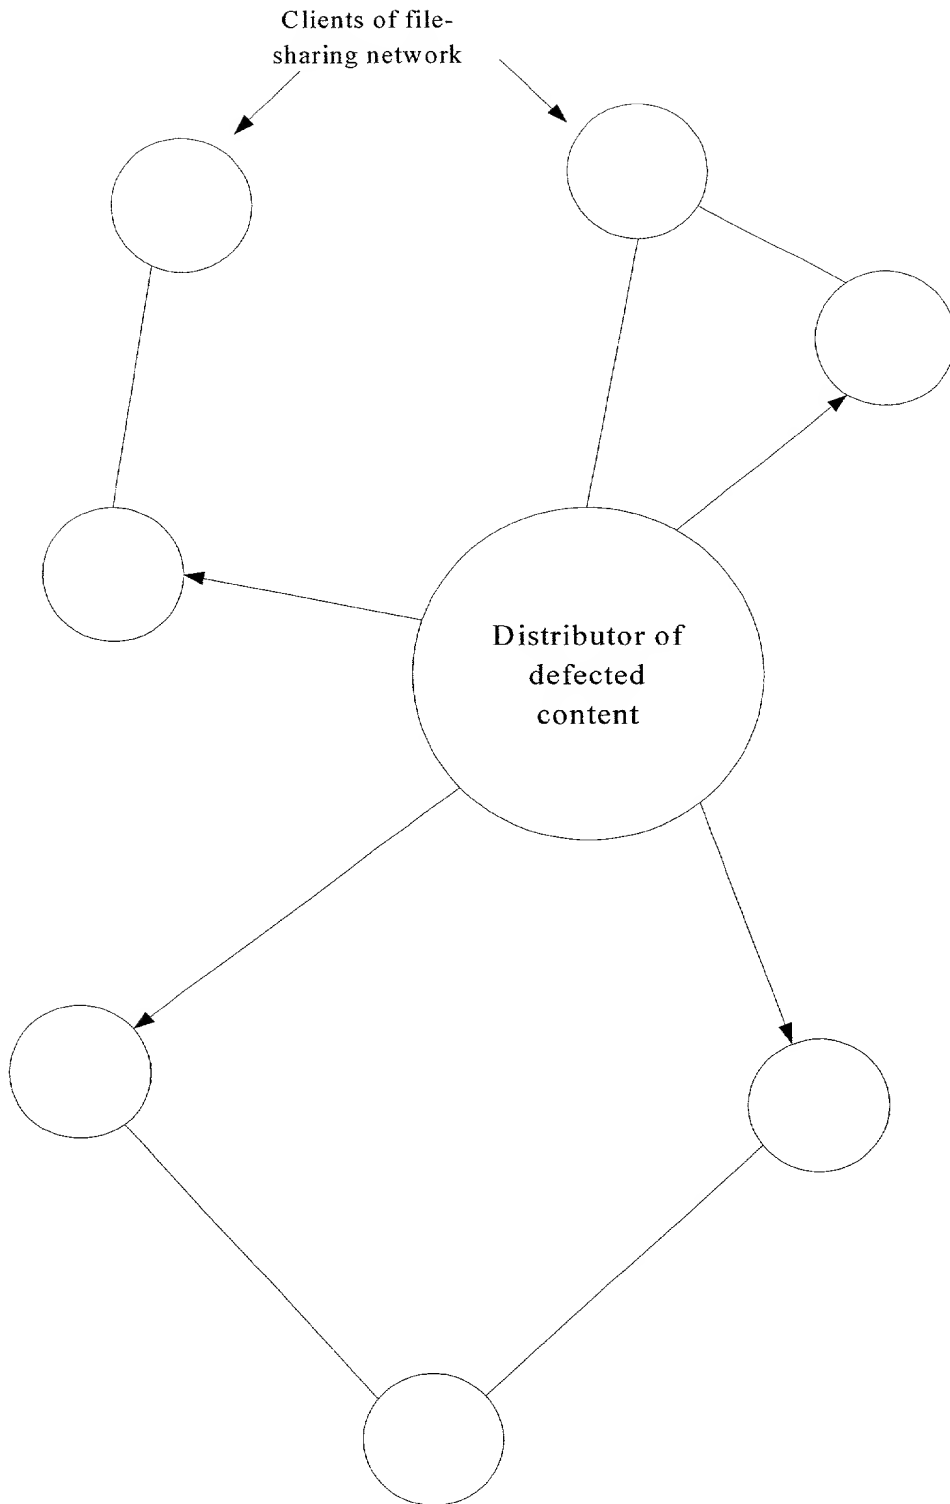 Clients of file-
sharing network
Distributor of
defected
content